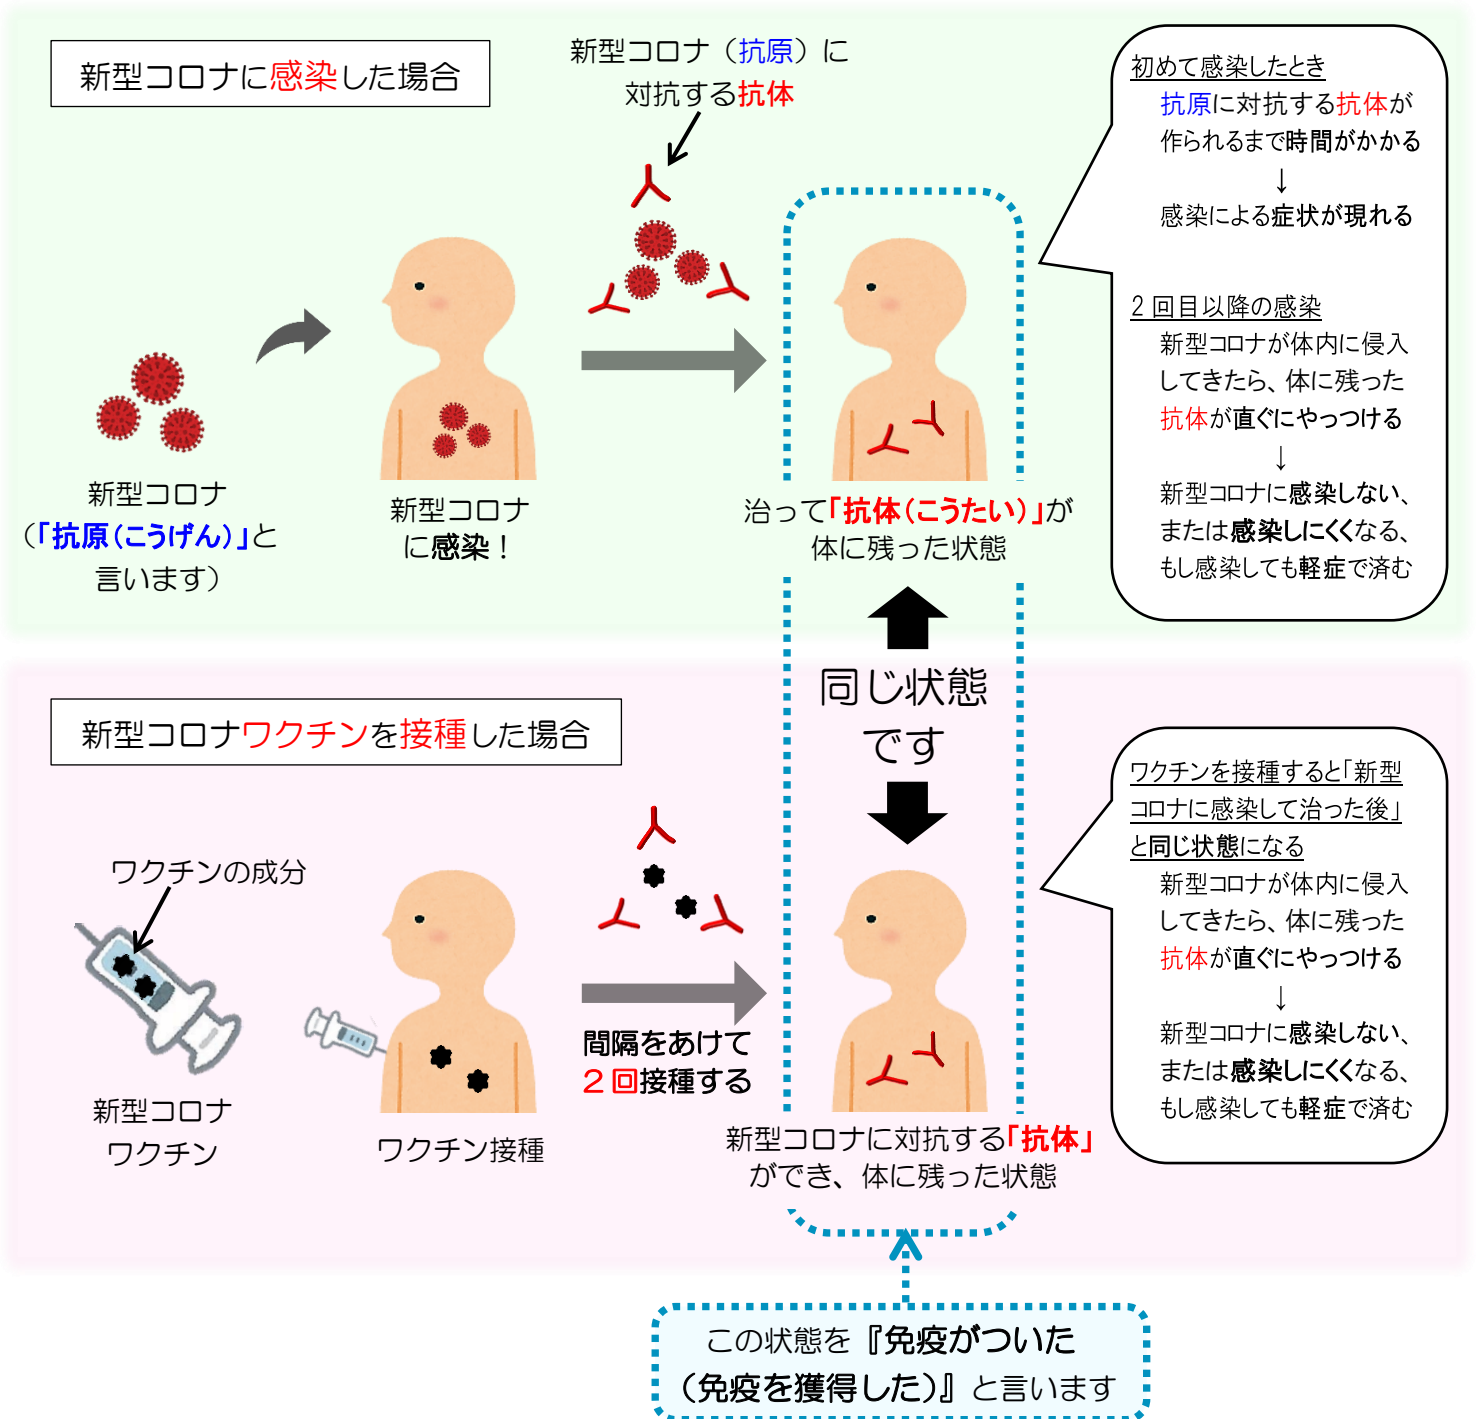 新型コロナに感染した場合
新型コロナ（抗原）に
対抗する抗体
初めて感染したとき
抗原に対抗する抗体が
作られるまで時間がかかる
↓
感染による症状が現れる
2回目以降の感染
新型コロナが体内に侵入
してきたら、体に残った
抗体が直ぐにやっつける
↓
新型コロナに感染しない、
または感染しにくくなる、
もし感染しても軽症で済む
新型コロナ
（「抗原（こうげん）」と
言います）
新型コロナ
に感染！
治って「抗体（こうたい）」が
体に残った状態
同じ状態
です
新型コロナワクチンを接種した場合
ワクチンの成分
新型コロナ
ワクチン
ワクチン接種
間隔をあけて
２回接種する
新型コロナに対抗する「抗体」
ができ、体に残った状態
ワクチンを接種すると「新型
コロナに感染して治った後」
と同じ状態になる
新型コロナが体内に侵入
してきたら、体に残った
抗体が直ぐにやっつける
↓
新型コロナに感染しない、
または感染しにくくなる、
もし感染しても軽症で済む
この状態を『免疫がついた
（免疫を獲得した）』と言います